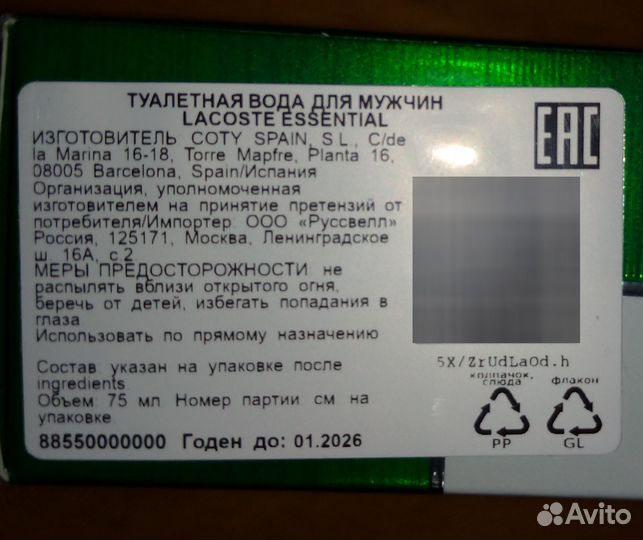 ТУАЛЕТНАЯ ВОДА ДЛЯ МУЖЧИН
LACOSTE ESSENTIAL
ИЗГОТОВИТЕЛЬ COTY SPAIN, S.L., C/de
la Marina 16-18, Torre Mapfre, Planta 16,
08005 Barcelona, Spain/Испания
Организация, уполномоченная
изготовителем на принятие претензий от
потребителя/Импортер: ООО «Руссвелл»
Россия, 125171, Москва, Ленинградское
ш. 16А, с.2
МЕРЫ ПРЕДОСТОРОЖНОСТИ: не
распылять вблизи открытого огня,
беречь от детей, избегать попадания в
глаза
Использовать по прямому назначению
Состав: указан на упаковке после
ingredients.
Объем: 75 мл. Номер партии см на
упаковке
88550000000 Годен до: 01.2026
EAC
5X/ZrUdLaOd.h
колпачок, слюда
флакон
PP
GL
Avito